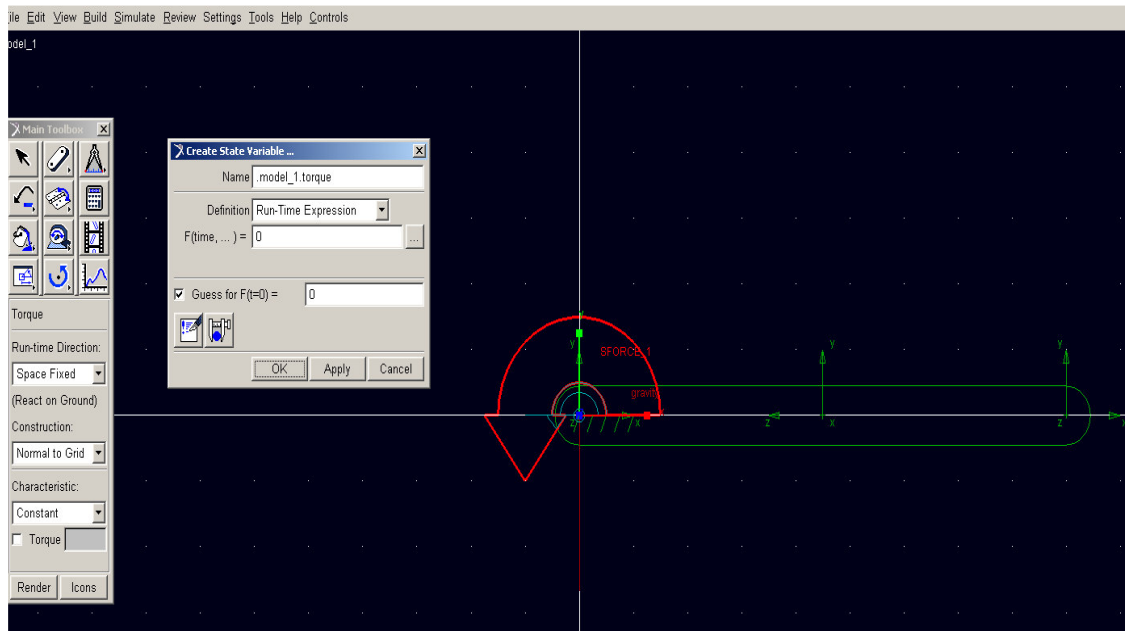 ile Edit View Build Simulate Review Settings Tools Help Controls
odel_1
Main Toolbox X
Create State Variable ... X
Name .model_1.torque
Definition Run-Time Expression
F(time, ... ) = 0 ...
Guess for F(t=0) = 0
OK Apply Cancel
Torque
Run-time Direction:
Space Fixed
(React on Ground)
Construction:
Normal to Grid
Characteristic:
Constant
Torque
Render Icons
SFORCE_1
gravity
y
y
y
z
x
z
x
z